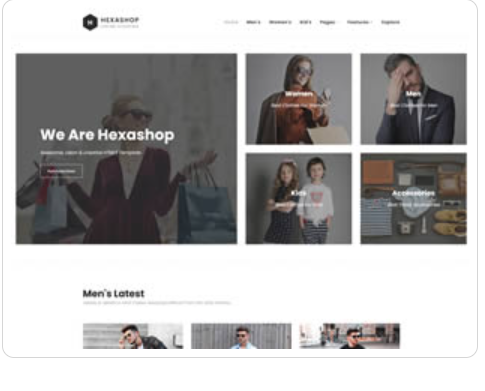 HEXASHOP
Home Men's Women's Kid's Pages Features Explore
We Are Hexashop
Awesome, clean & creative HTML5 Template
Purchase Now!
Women
Best Clothes For Women
Men
Best Clothes For Men
Kids
Best Clothes For Kids
Accessories
Best Trend Accessories
Men's Latest